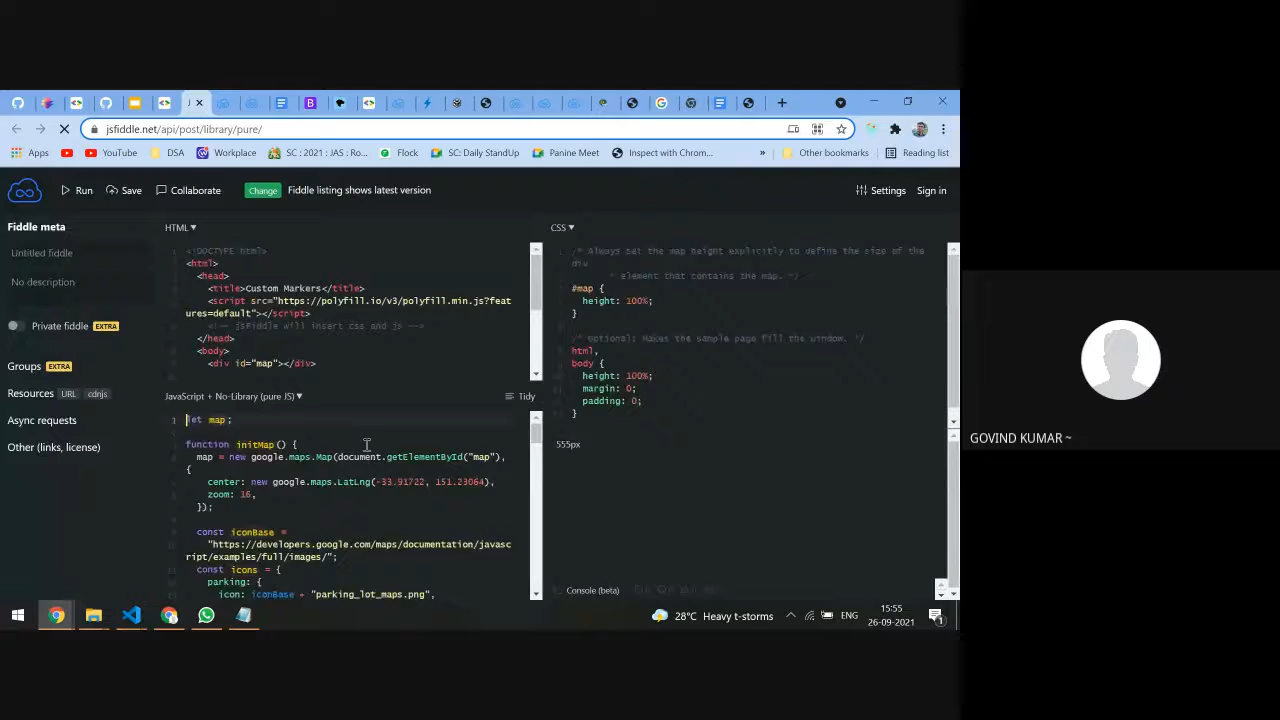 J
jsfiddle.net/api/post/library/pure/
Apps YouTube DSA Workplace SC : 2021 : JAS : Ro... Flock SC: Daily StandUp Panine Meet Inspect with Chrom... » Other bookmarks Reading list
Run Save Collaborate Change Fiddle listing shows latest version Settings Sign in
Fiddle meta
Untitled fiddle
No description
Private fiddle EXTRA
Groups EXTRA
Resources URL cdnjs
Async requests
Other (links, license)
HTML
<!DOCTYPE html>
<html>
<head>
<title>Custom Markers</title>
<script src="https://polyfill.io/v3/polyfill.min.js?feat
ures=default"></script>
<!-- jsFiddle will insert css and js -->
</head>
<body>
<div id="map"></div>
CSS
/* Always set the map height explicitly to define the size of the
div
* element that contains the map. */
#map {
height: 100%;
}
/* Optional: Makes the sample page fill the window. */
html,
body {
height: 100%;
margin: 0;
padding: 0;
}
JavaScript + No-Library (pure JS) Tidy
1 let map;
function initMap() {
map = new google.maps.Map(document.getElementById("map"),
{
center: new google.maps.LatLng(-33.91722, 151.23064),
zoom: 16,
});
const iconBase =
"https://developers.google.com/maps/documentation/javasc
ript/examples/full/images/";
const icons = {
parking: {
icon: iconBase + "parking_lot_maps.png",
555px
Console (beta)
28°C Heavy t-storms ENG 15:55
26-09-2021
1
GOVIND KUMAR ~